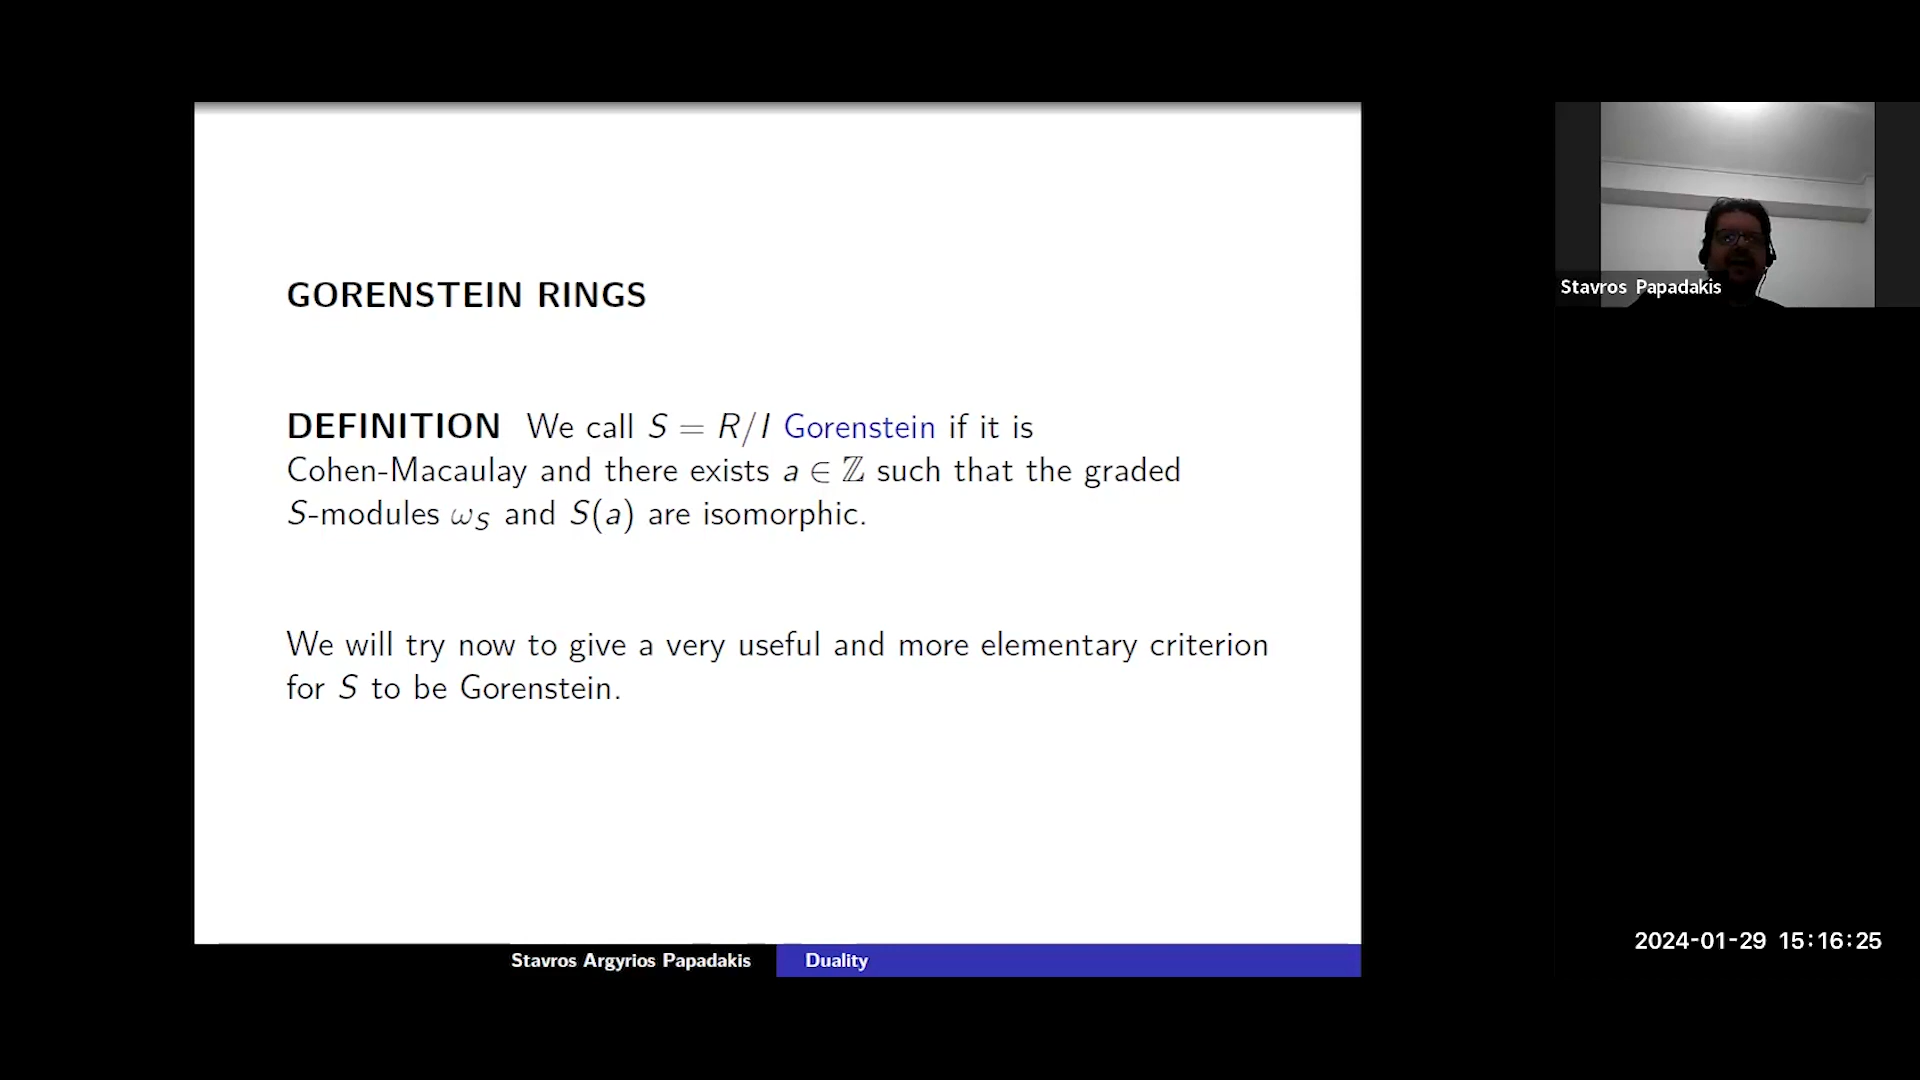 GORENSTEIN RINGS
DEFINITION We call S = R/I Gorenstein if it is
Cohen-Macaulay and there exists a ∈ ℤ such that the graded
S-modules ω_S and S(a) are isomorphic.
We will try now to give a very useful and more elementary criterion
for S to be Gorenstein.
Stavros Argyrios Papadakis Duality
Stavros Papadakis
2024-01-29 15:16:25